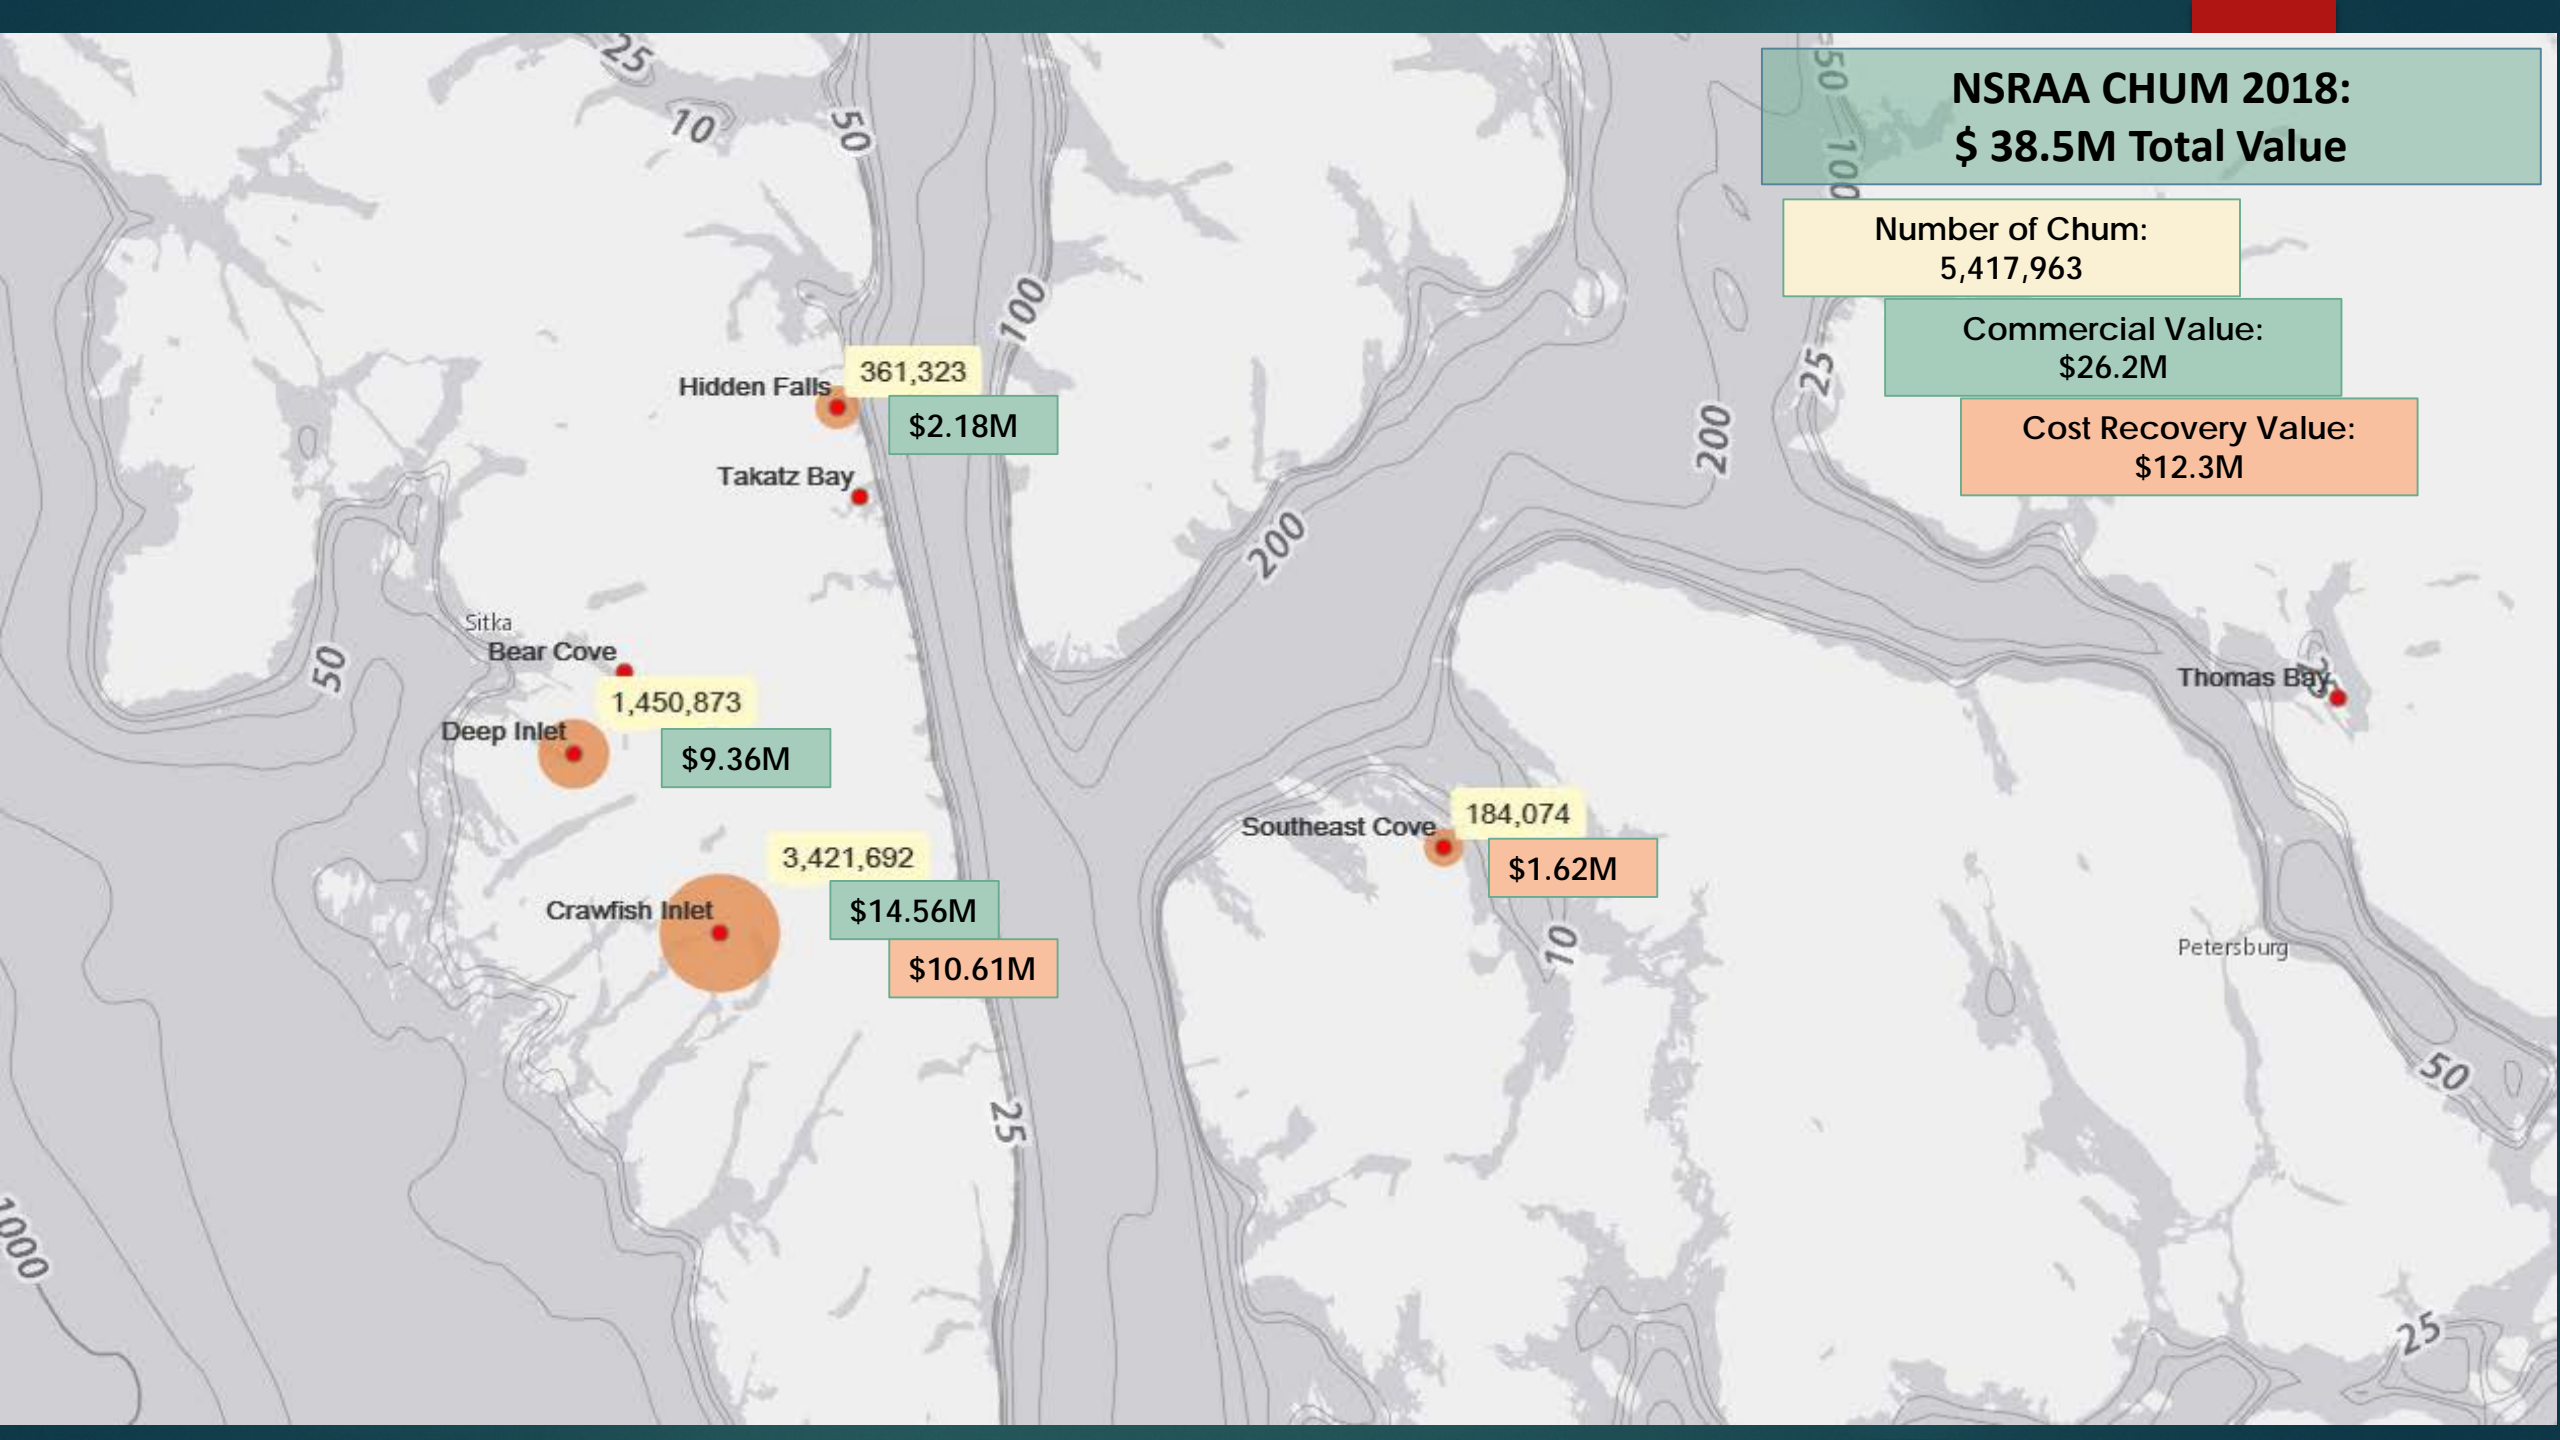 NSRAA CHUM 2018:
$ 38.5M Total Value
Number of Chum:
5,417,963
Commercial Value:
$26.2M
Cost Recovery Value:
$12.3M
25
10
50
50
100
100
25
200
200
Hidden Falls
361,323
$2.18M
Takatz Bay
Sitka
Bear Cove
50
1,450,873
Deep Inlet
$9.36M
Thomas Bay
3,421,692
Crawfish Inlet
$14.56M
$10.61M
Southeast Cove
184,074
$1.62M
10
Petersburg
50
25
1000
25